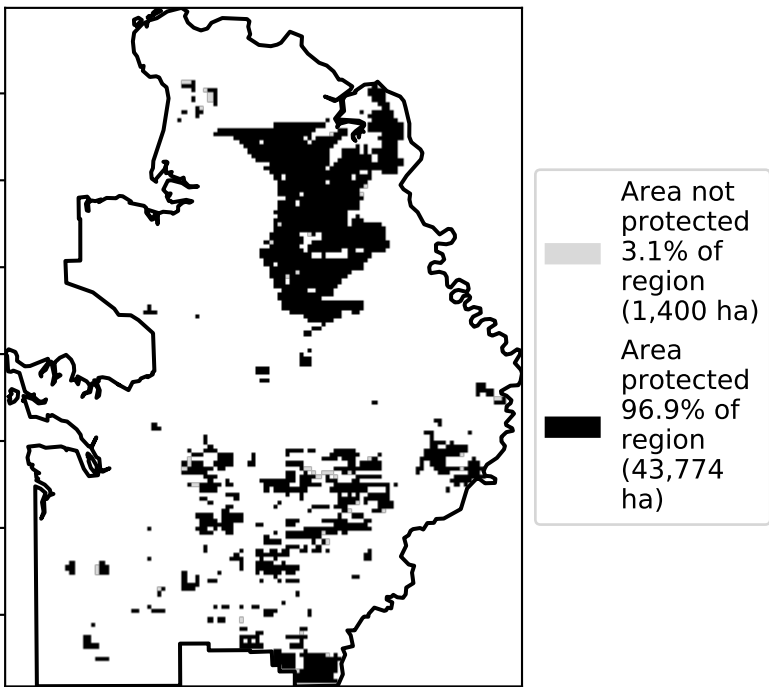 Area not
protected
3.1% of
region
(1,400 ha)
Area
protected
96.9% of
region
(43,774
ha)